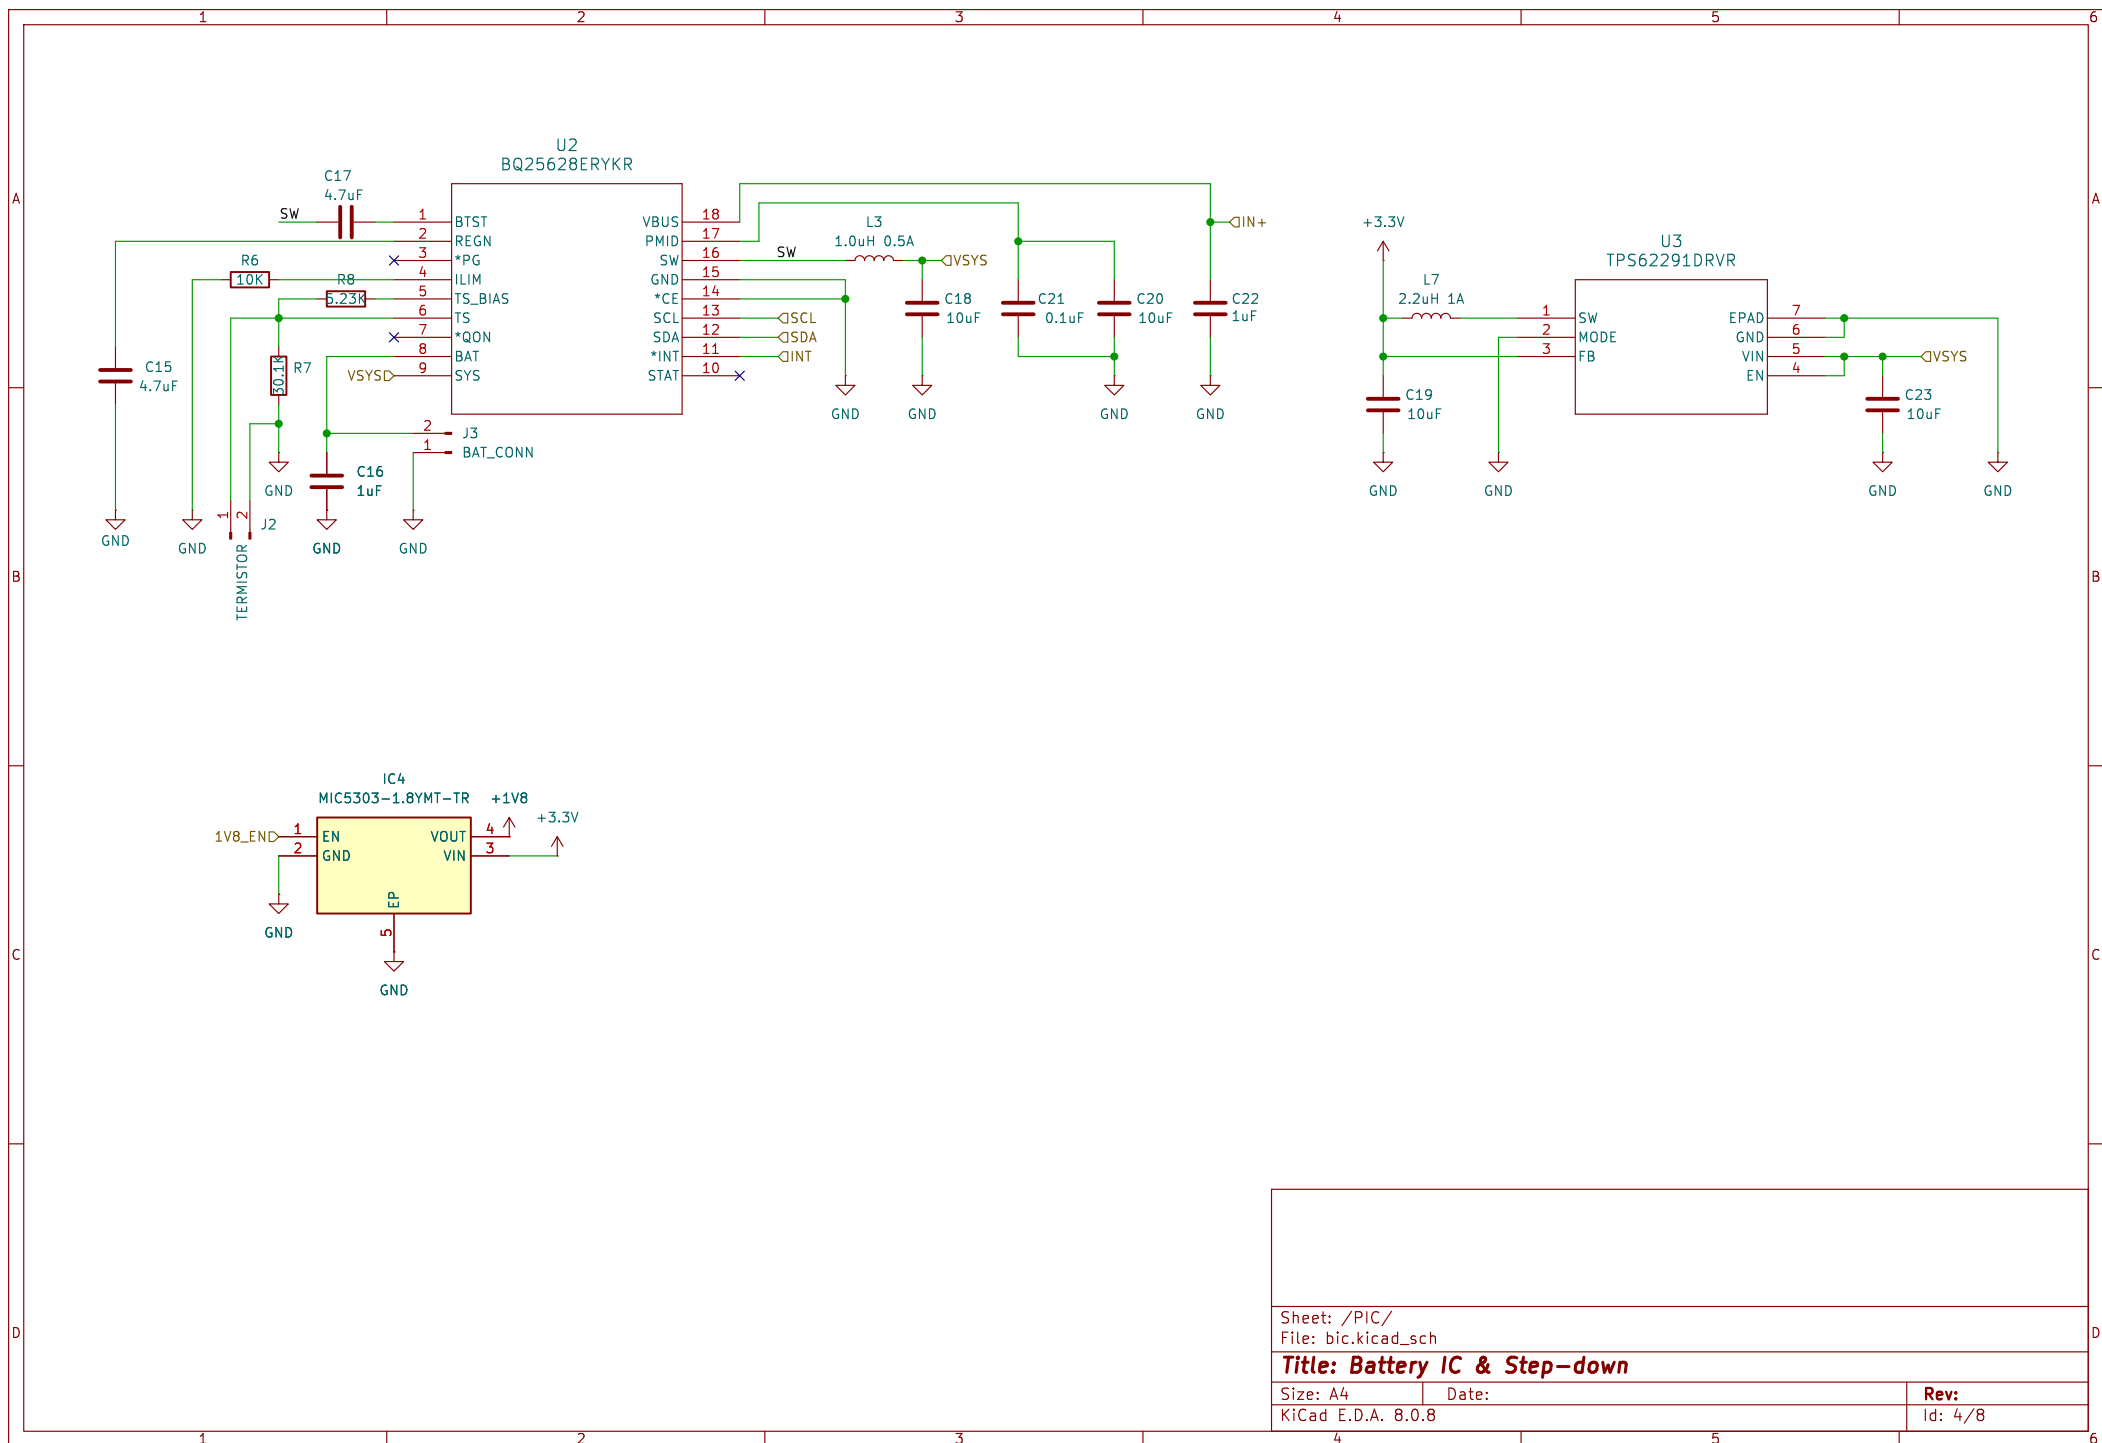 1 2 3 4 5 6
A
B
C
D
U2
BQ25628ERYKR
C17
4.7uF
SW
1 BTST
2 REGN
3 *PG
4 ILIM
5 TS_BIAS
6 TS
7 *QON
8 BAT
9 SYS
VBUS 18
PMID 17
SW 16
GND 15
*CE 14
SCL 13
SDA 12
*INT 11
STAT 10
R6
10K
R8
5.23K
R7
30.1K
C15
4.7uF
GND
GND
GND
VSYS
2 J3
1 BAT_CONN
C16
1uF
GND
GND
1 2 J2
TERMISTOR
SW
L3
1.0uH 0.5A
VSYS
SCL
SDA
INT
GND
C18
10uF
GND
C21
0.1uF
C20
10uF
GND
IN+
C22
1uF
GND
+3.3V
L7
2.2uH 1A
U3
TPS62291DRVR
1 SW
2 MODE
3 FB
EPAD 7
GND 6
VIN 5
EN 4
VSYS
C19
10uF
GND
GND
C23
10uF
GND
GND
IC4
MIC5303-1.8YMT-TR
+1V8
+3.3V
1V8_EN
1 EN
2 GND
VOUT 4
VIN 3
EP
5
GND
GND
Sheet: /PIC/
File: bic.kicad_sch
Title: Battery IC & Step-down
Size: A4 Date: Rev:
KiCad E.D.A. 8.0.8 Id: 4/8
A
B
C
D
1 2 3 4 5 6